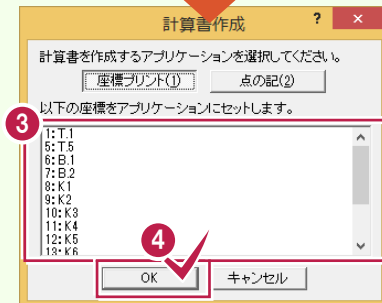 計算書作成 ? ×
計算書を作成するアプリケーションを選択してください。
座標プリント(1) 点の記(2)
以下の座標をアプリケーションにセットします。
3
1: T.1
5: T.5
6: B.1
7: B.2
8: K1
9: K2
10: K3
11: K4
12: K5
13: K6
4
OK キャンセル